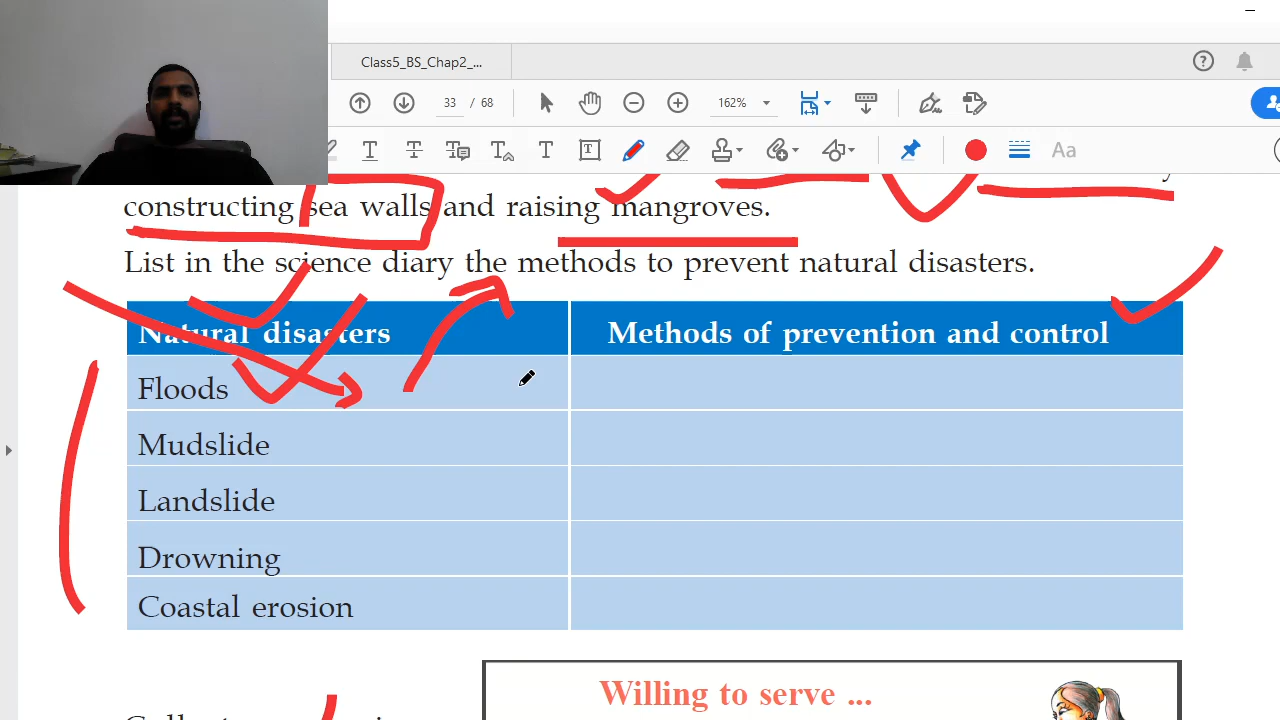 Class5_BS_Chap2_...
33 / 68
162%
Aa
constructing sea walls and raising mangroves.
List in the science diary the methods to prevent natural disasters.
Natural disasters
Methods of prevention and control
Floods
Mudslide
Landslide
Drowning
Coastal erosion
Willing to serve ...